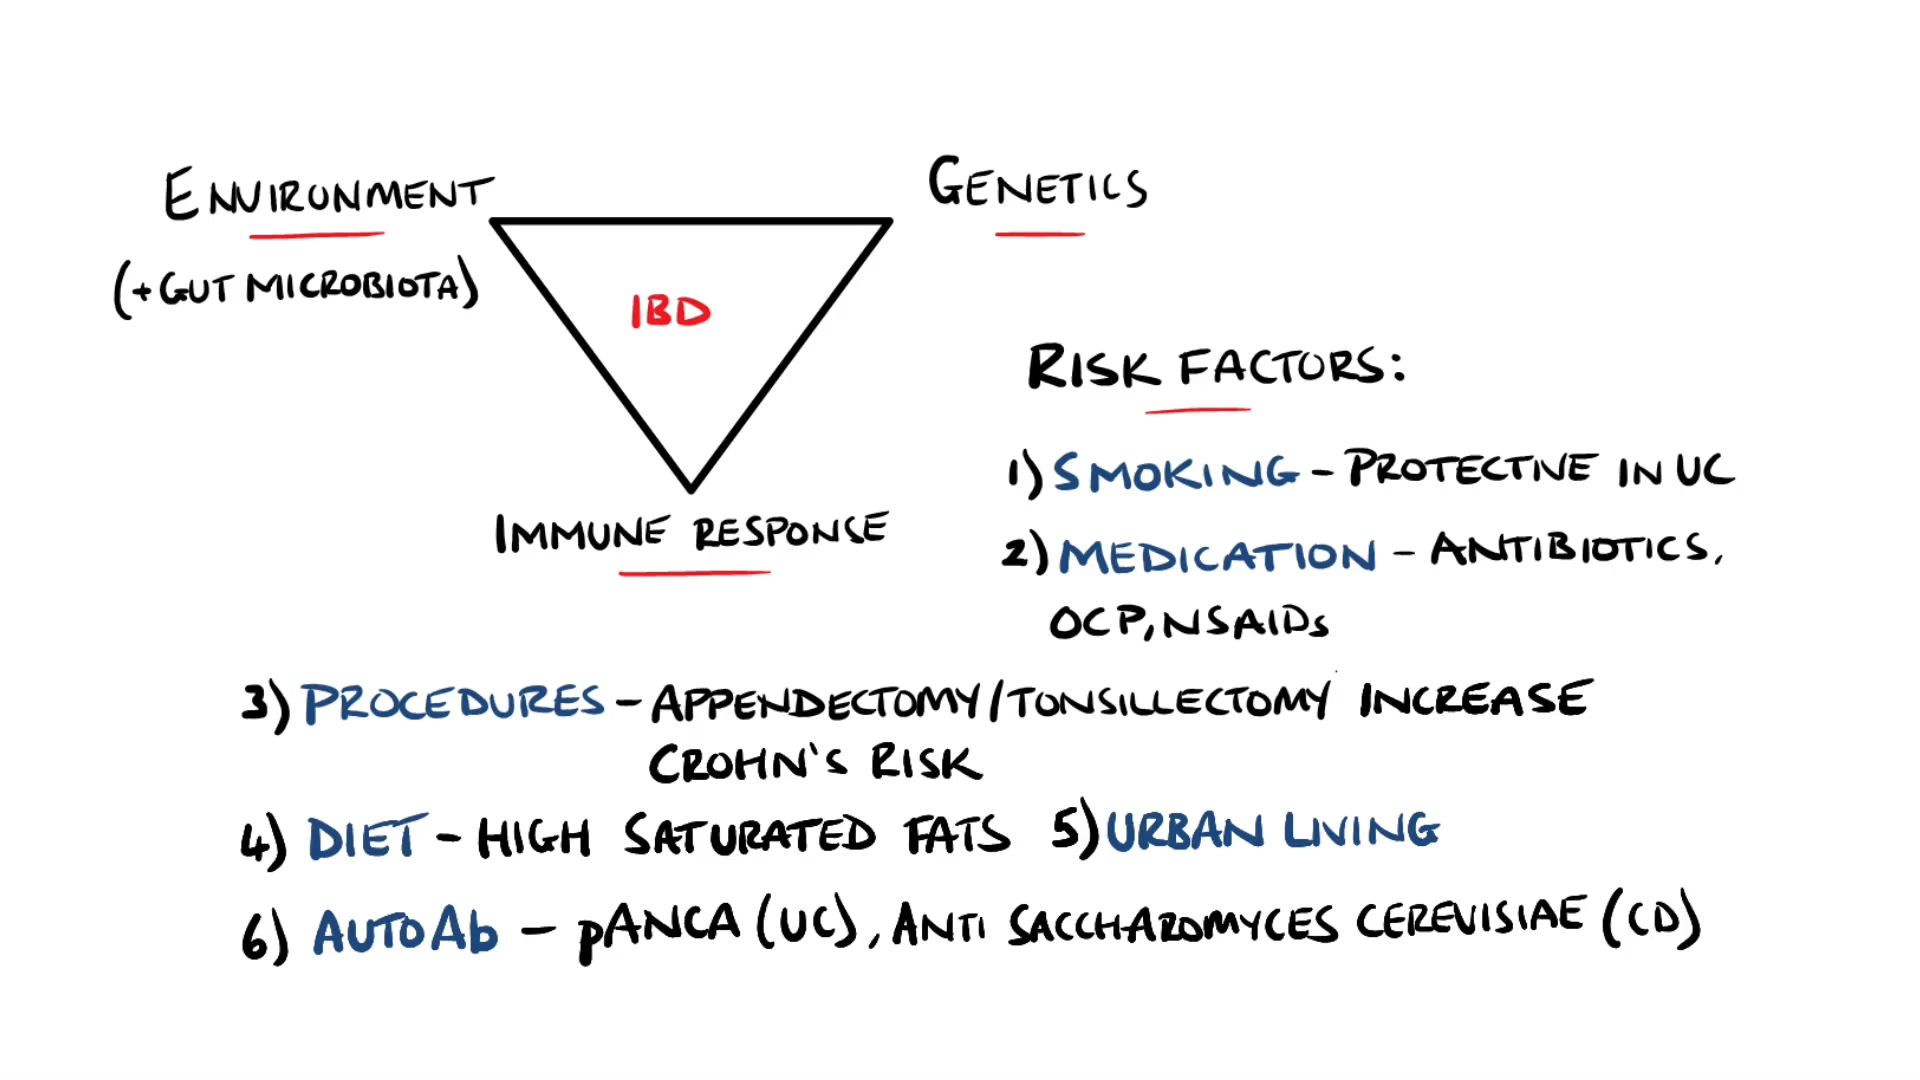 ENVIRONMENT
(+GUT MICROBIOTA)
GENETICS
IBD
IMMUNE RESPONSE
RISK FACTORS:
1) SMOKING - PROTECTIVE IN UC
2) MEDICATION - ANTIBIOTICS,
OCP, NSAIDs
3) PROCEDURES - APPENDECTOMY/TONSILLECTOMY INCREASE
CROHN'S RISK
4) DIET - HIGH SATURATED FATS 5) URBAN LIVING
6) AUTOAb - pANCA (UC), ANTI SACCHAROMYCES CEREVISIAE (CD)